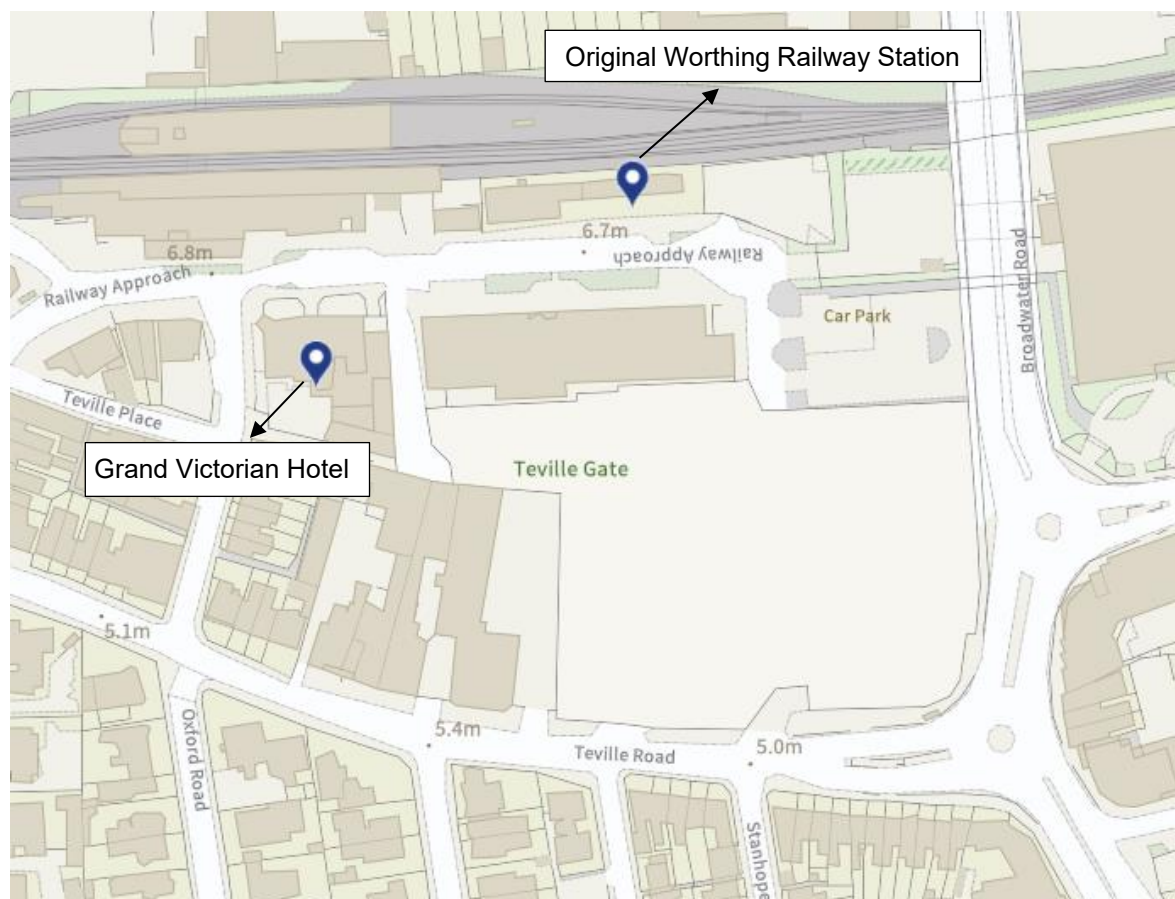 Original Worthing Railway Station
6.7m
6.8m
Railway Approach
Railway Approach
Car Park
Broadwater Road
Teville Place
Grand Victorian Hotel
Teville Gate
5.1m
Oxford Road
5.4m
Teville Road
5.0m
Stanhope